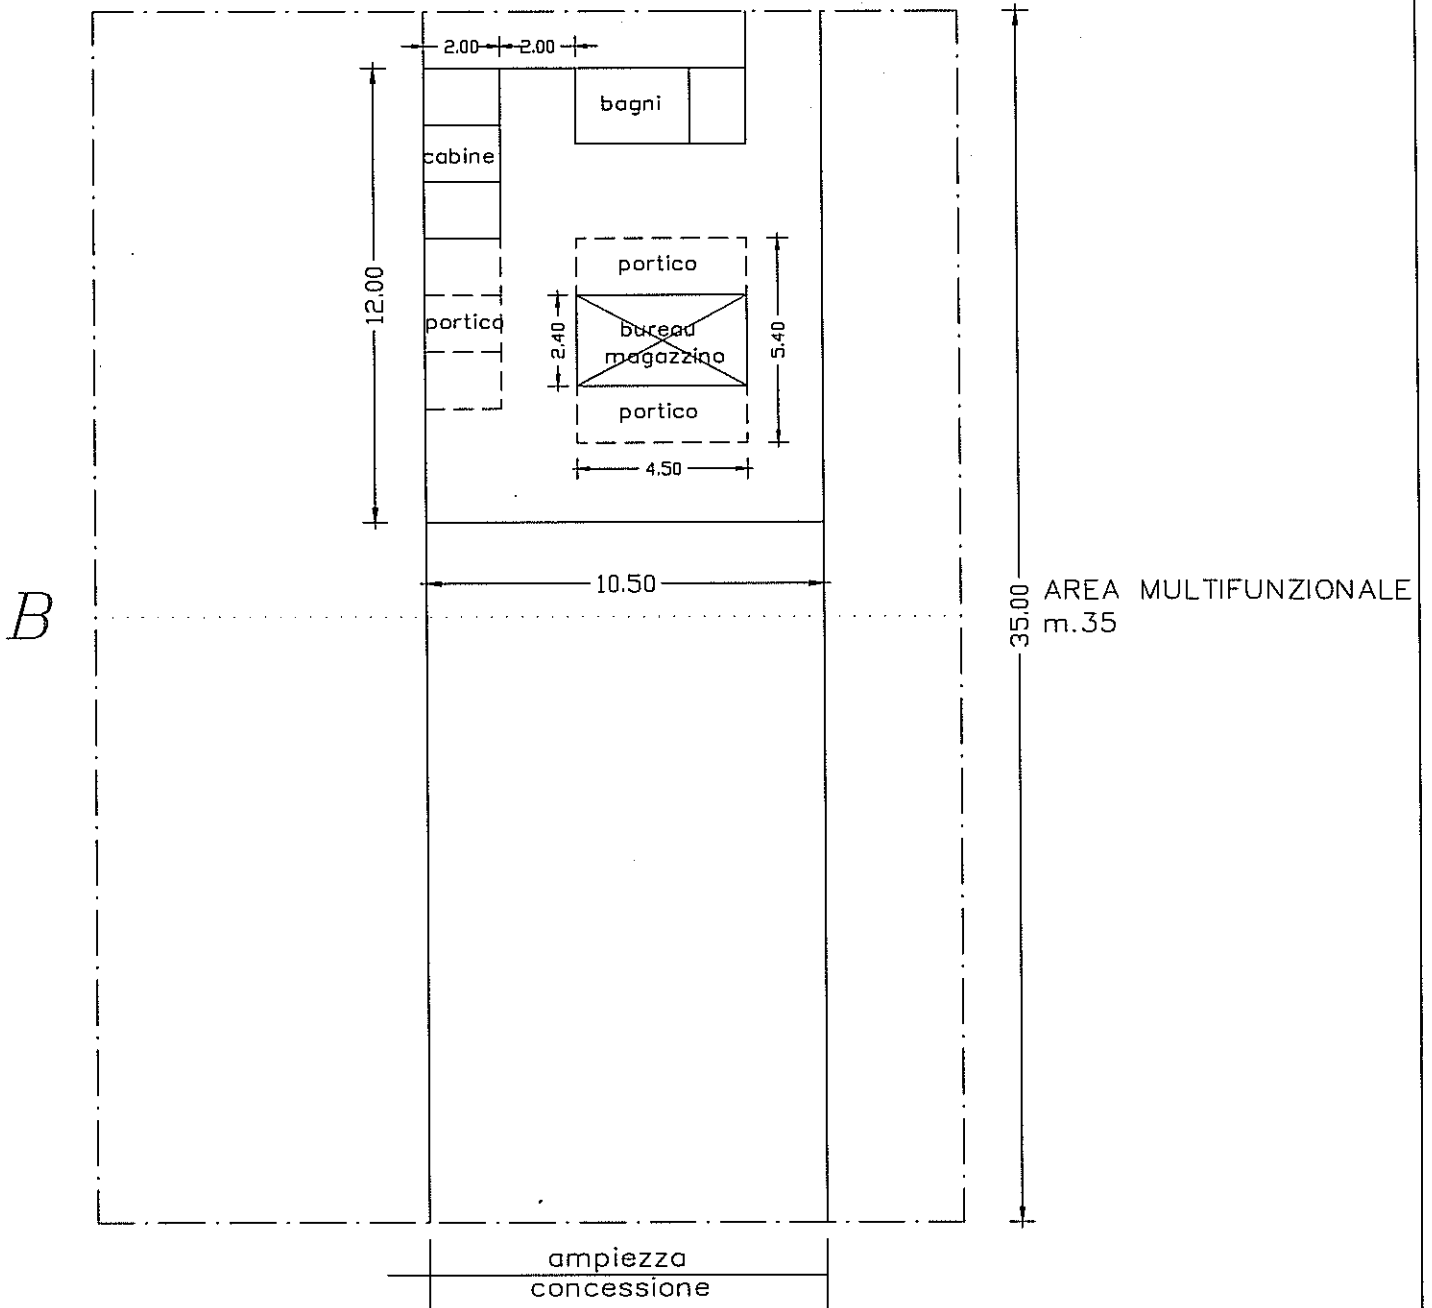 2.00 2.00
bagni
cabine
portico
12.00
portico
2.40
bureau
magazzino
5.40
portico
4.50
10.50
B
35.00
AREA MULTIFUNZIONALE
m.35
ampiezza
concessione